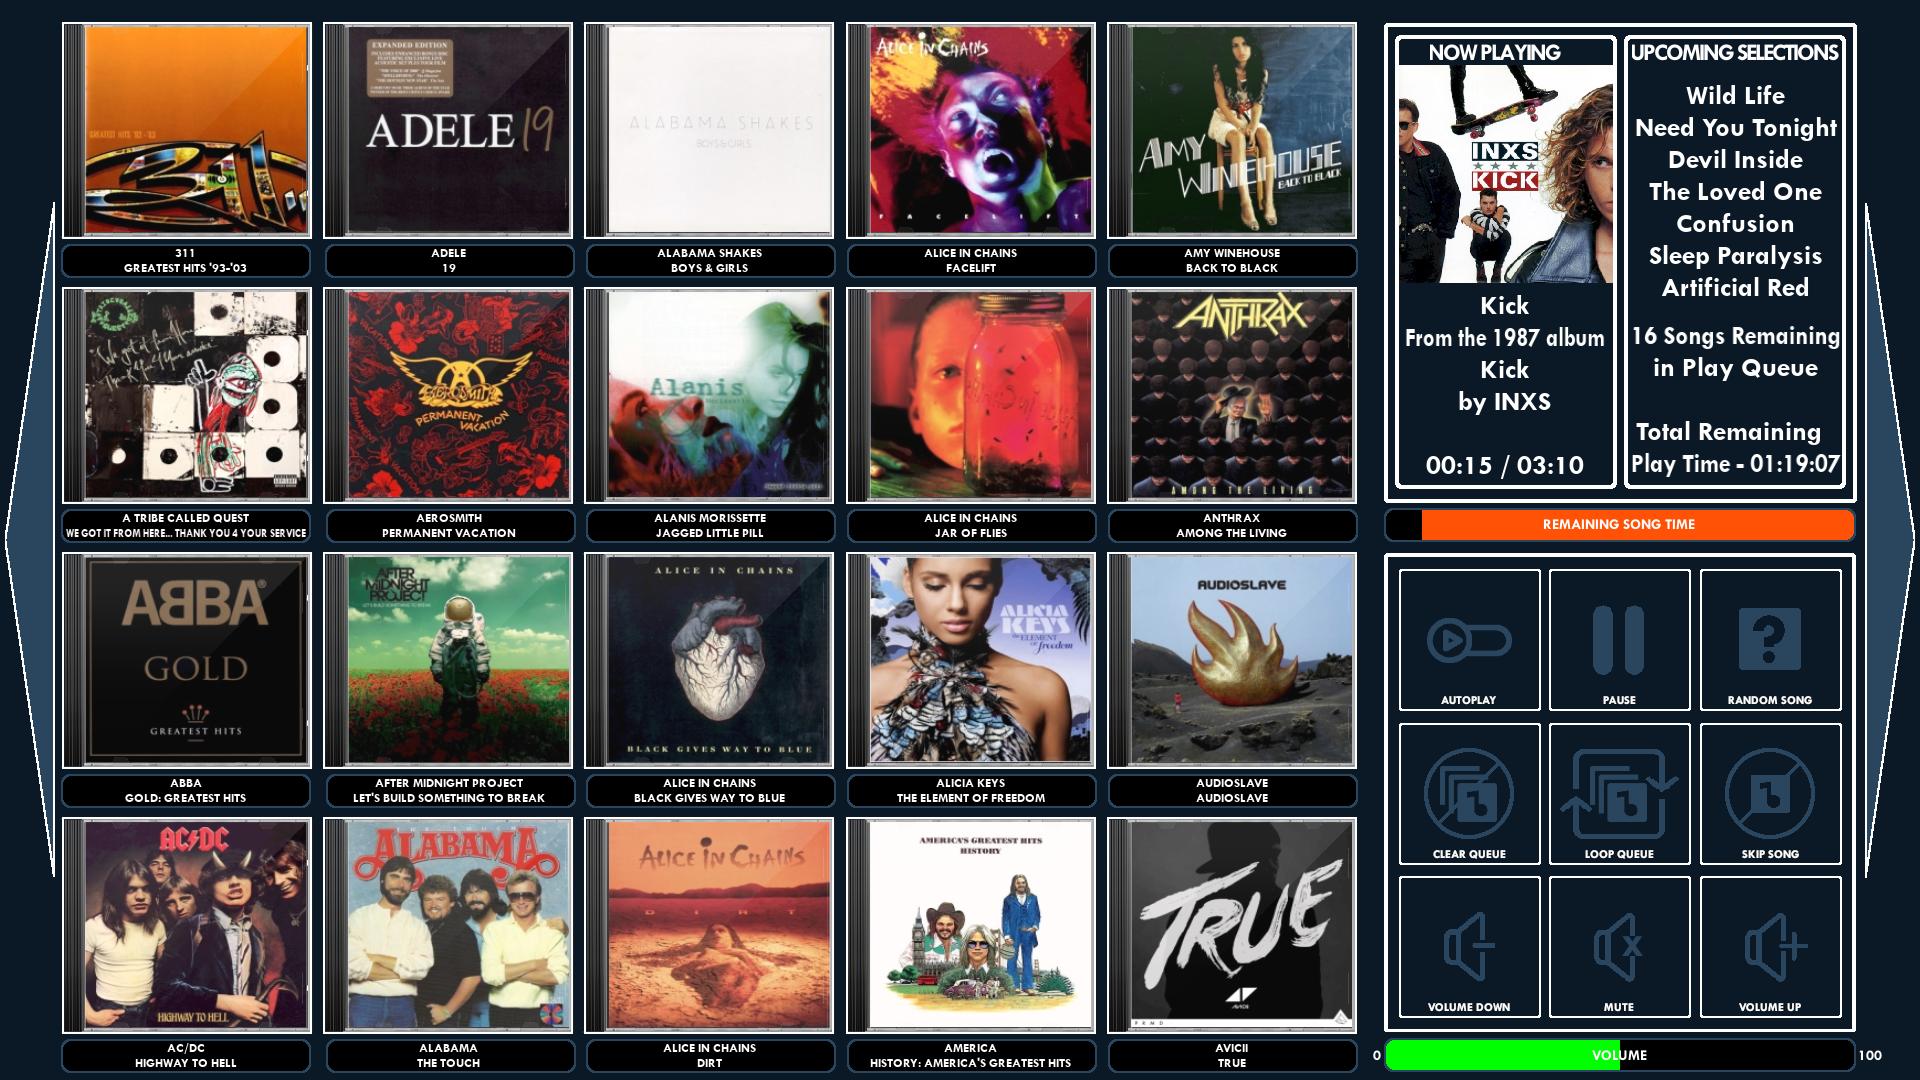 GREATEST HITS '93 - '03
311
311
GREATEST HITS '93-'03
EXPANDED EDITION
ADELE 19
ADELE
19
ALABAMA SHAKES
BOYS & GIRLS
ALABAMA SHAKES
BOYS & GIRLS
ALICE IN CHAINS
FACELIFT
ALICE IN CHAINS
FACELIFT
AMY
WINEHOUSE
BACK TO BLACK
AMY WINEHOUSE
BACK TO BLACK
A TRIBE CALLED QUEST
WE GOT IT FROM HERE... THANK YOU 4 YOUR SERVICE
AEROSMITH
PERMANENT
VACATION
AEROSMITH
PERMANENT VACATION
Alanis
ALANIS MORISSETTE
JAGGED LITTLE PILL
ALICE IN CHAINS
JAR OF FLIES
ANTHRAX
AMONG THE LIVING
ANTHRAX
AMONG THE LIVING
ABBA®
GOLD
GREATEST HITS
ABBA
GOLD: GREATEST HITS
AFTER
MIDNIGHT
PROJECT
LET'S BUILD SOMETHING TO BREAK
AFTER MIDNIGHT PROJECT
LET'S BUILD SOMETHING TO BREAK
ALICE IN CHAINS
BLACK GIVES WAY TO BLUE
ALICE IN CHAINS
BLACK GIVES WAY TO BLUE
ALICIA
KEYS
the ELEMENT
of freedom
ALICIA KEYS
THE ELEMENT OF FREEDOM
AUDIOSLAVE
AUDIOSLAVE
AUDIOSLAVE
AC/DC
HIGHWAY TO HELL
AC/DC
HIGHWAY TO HELL
ALABAMA
ALABAMA
THE TOUCH
ALICE IN CHAINS
DIRT
ALICE IN CHAINS
DIRT
AMERICA'S GREATEST HITS
HISTORY
AMERICA
HISTORY: AMERICA'S GREATEST HITS
TRUE
AVICII
PRMD
AVICII
TRUE
NOW PLAYING
INXS
KICK
Kick
From the 1987 album
Kick
by INXS
00:15 / 03:10
UPCOMING SELECTIONS
Wild Life
Need You Tonight
Devil Inside
The Loved One
Confusion
Sleep Paralysis
Artificial Red
16 Songs Remaining
in Play Queue
Total Remaining
Play Time - 01:19:07
REMAINING SONG TIME
AUTOPLAY
PAUSE
?
RANDOM SONG
CLEAR QUEUE
LOOP QUEUE
SKIP SONG
VOLUME DOWN
X
MUTE
VOLUME UP
0
VOLUME
100